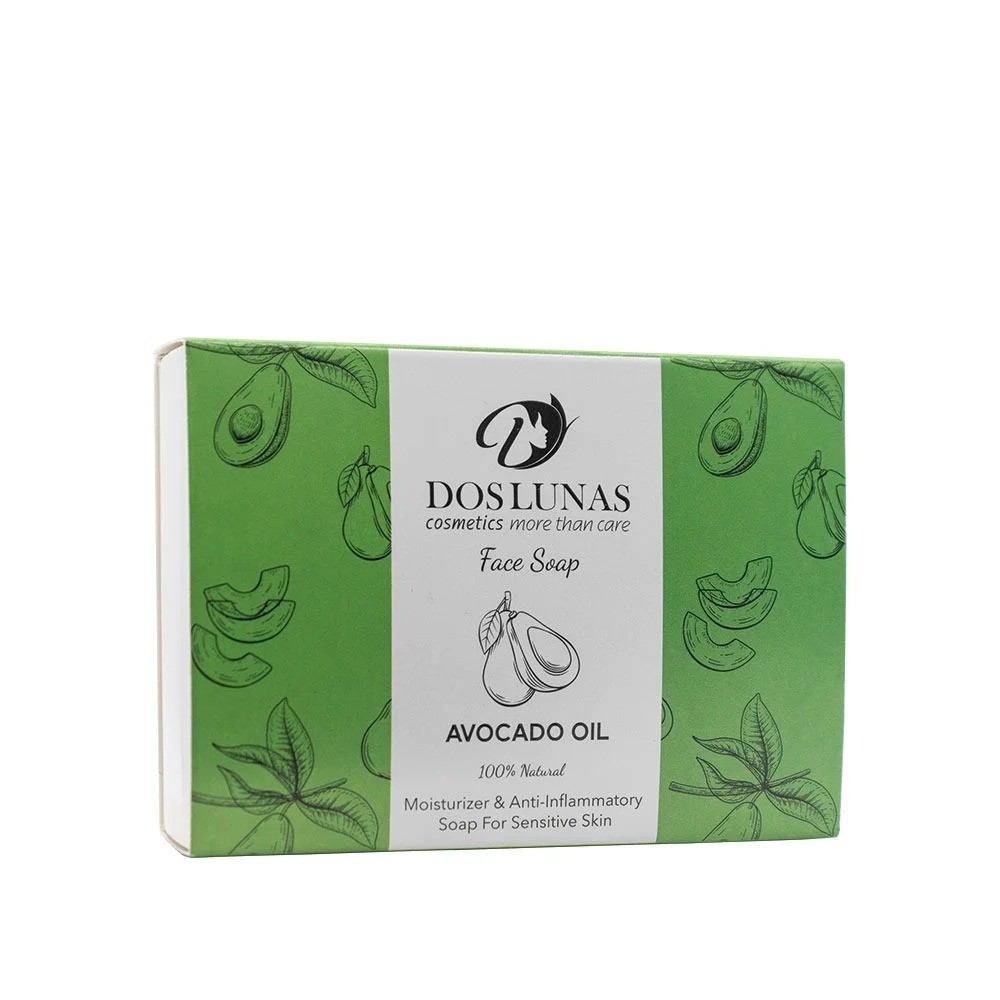 DOSLUNAS
cosmetics more than care
Face Soap
AVOCADO OIL
100% Natural
Moisturizer & Anti-Inflammatory
Soap For Sensitive Skin